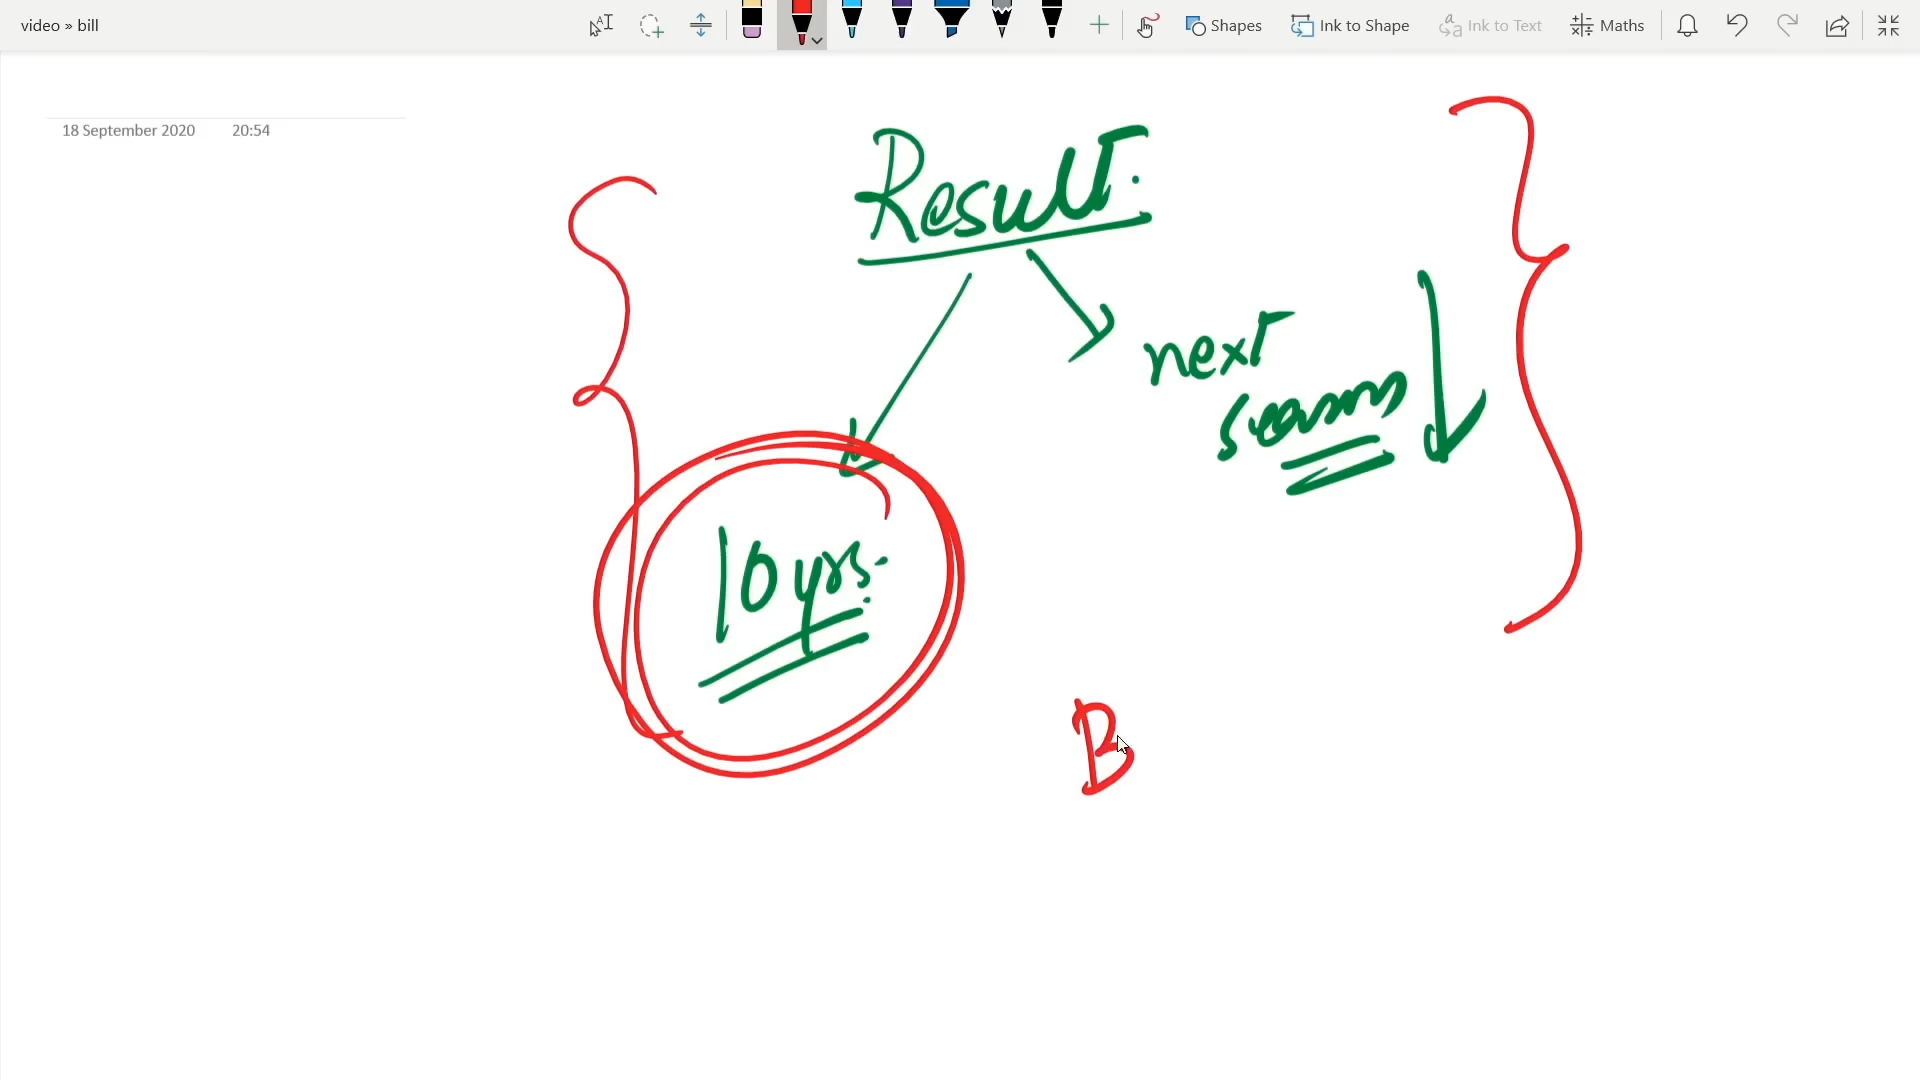 video » bill
Shapes
Ink to Shape
Ink to Text
Maths
18 September 2020 20:54
Result.
next
season
10 yrs.
B